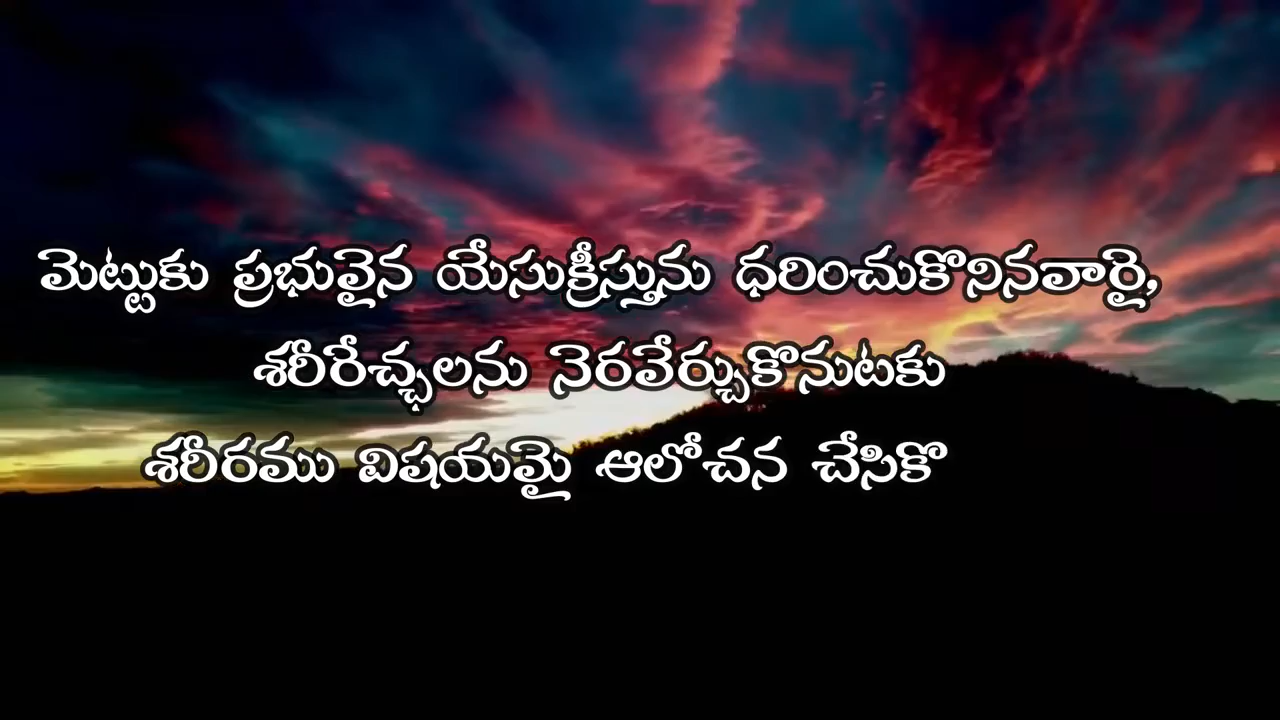 మెట్టుకు ప్రభువైన యేసుక్రీస్తును ధరించుకొనినవార్లై,
శరీరేచ్ఛలను నెరవేర్చుకొనుటకు
శరీరము విషయమై ఆలోచన చేసికొ